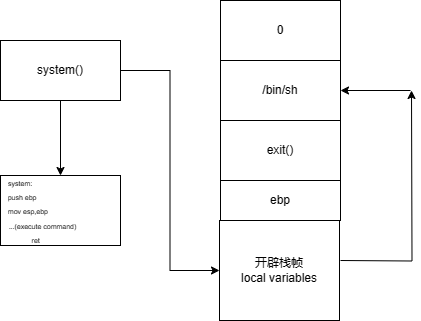 system()
system:
push ebp
mov esp,ebp
...(execute command)
ret
0
/bin/sh
exit()
ebp
开辟栈帧
local variables